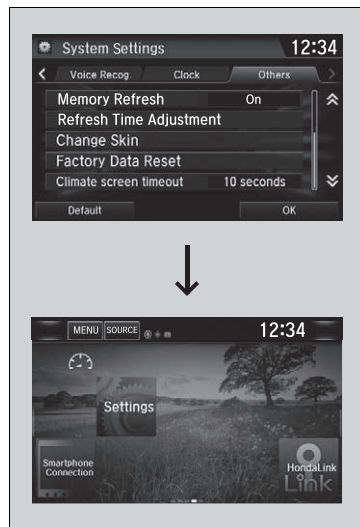 System Settings 12:34
Voice Recog. Clock Others
Memory Refresh On
Refresh Time Adjustment
Change Skin
Factory Data Reset
Climate screen timeout 10 seconds
Default OK
MENU SOURCE 12:34
Settings
Smartphone
Connection
HondaLink
Link